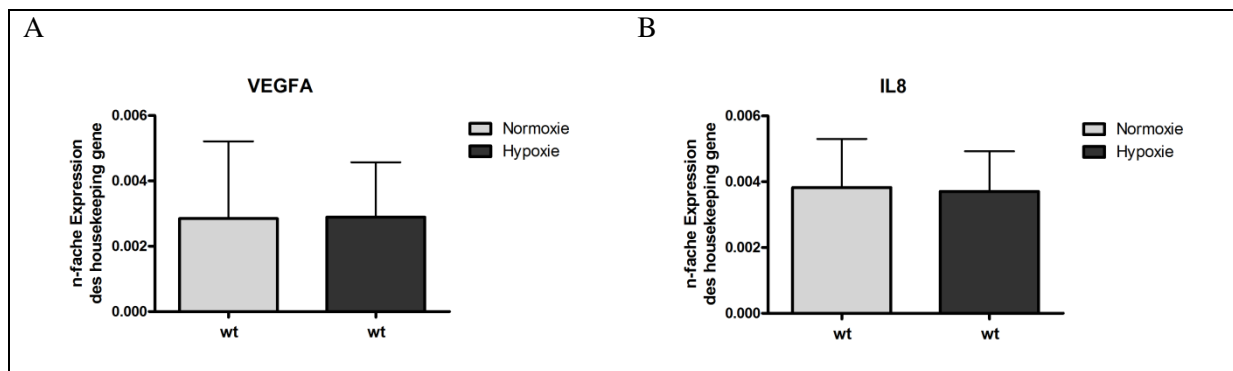 A
VEGFA
n-fache Expression
des housekeeping gene
0.006
0.004
0.002
0.000
wt
wt
Normoxie
Hypoxie
B
IL8
n-fache Expression
des housekeeping gene
0.006
0.004
0.002
0.000
wt
wt
Normoxie
Hypoxie